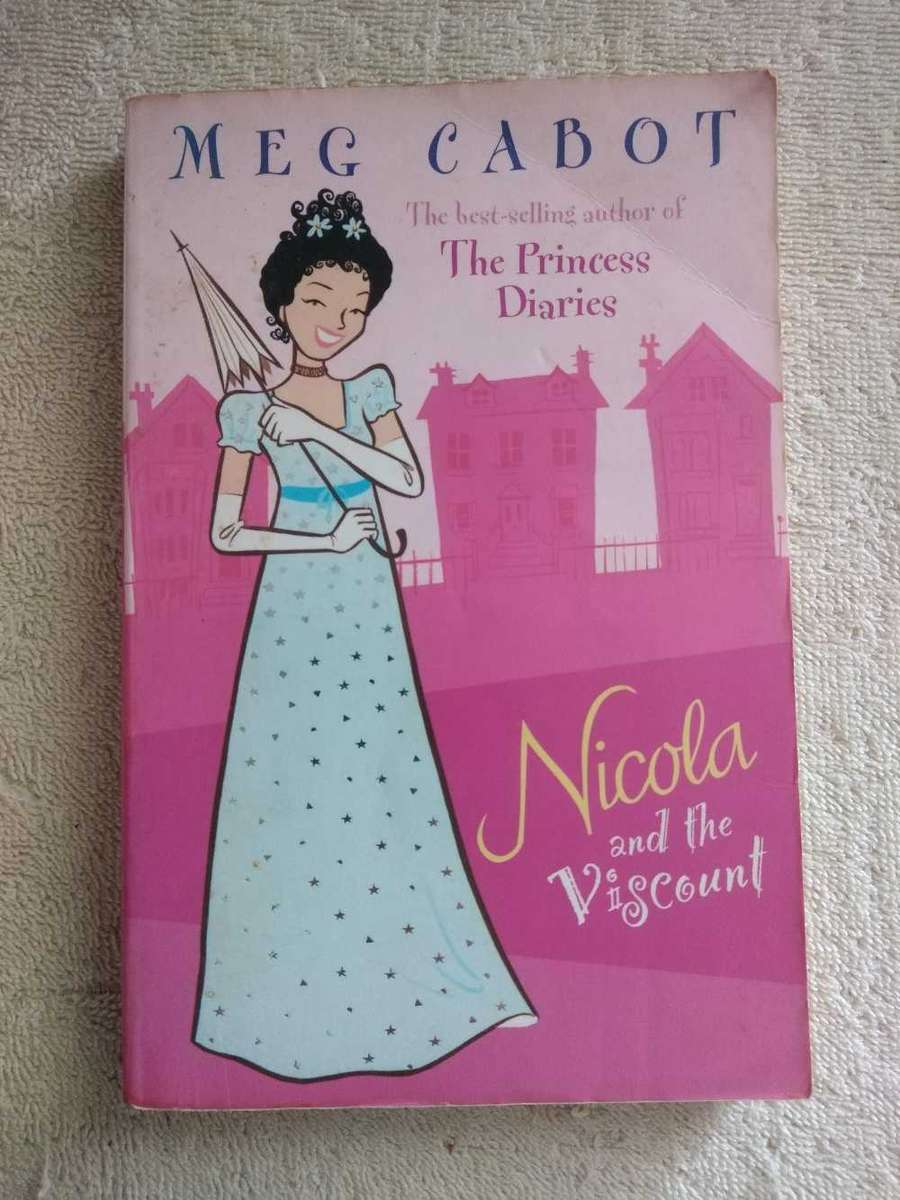 MEG CABOT
The best-selling author of
The Princess
Diaries
Nicola
and the
Viscount